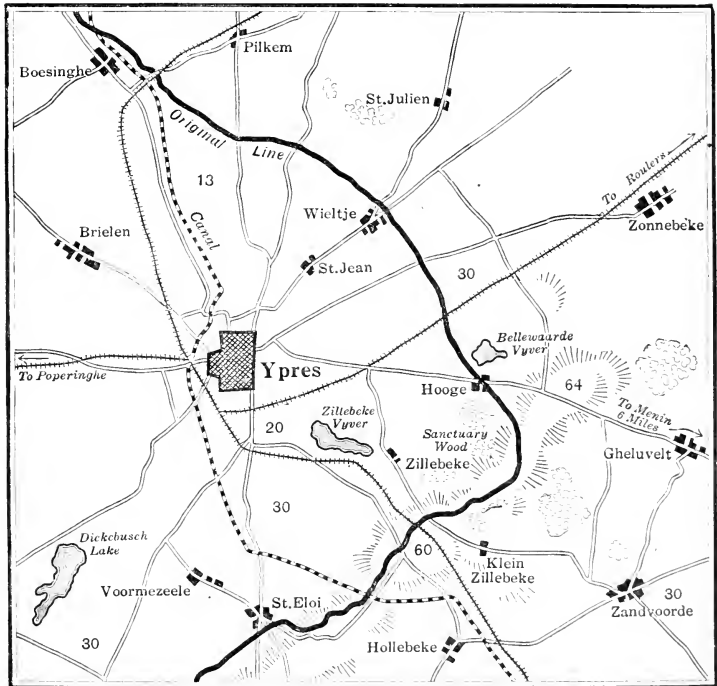 Pilkem
Boesinghe
St. Julien
Original
Line
13
To Roulers
Canal
Wieltje
Zonnebeke
Brielen
St. Jean
30
Bellewaarde
Vyver
Ypres
To Poperinghe
Hooge
64
To Menin
6 Miles
Zillebeke
Vyver
20
Sanctuary
Wood
Gheluvelt
Zillebeke
30
Dickebusch
Lake
60
Klein
Zillebeke
Voormezeele
St. Eloi
30
Zandvoorde
30
Hollebeke